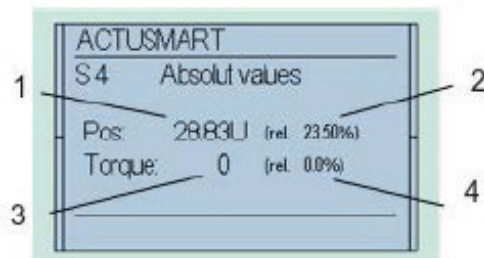 ACTUSMART
S 4 Absolut values
1
2
Pos: 28.83U (rel. 23.50%)
Torque: 0 (rel. 0.0%)
3
4